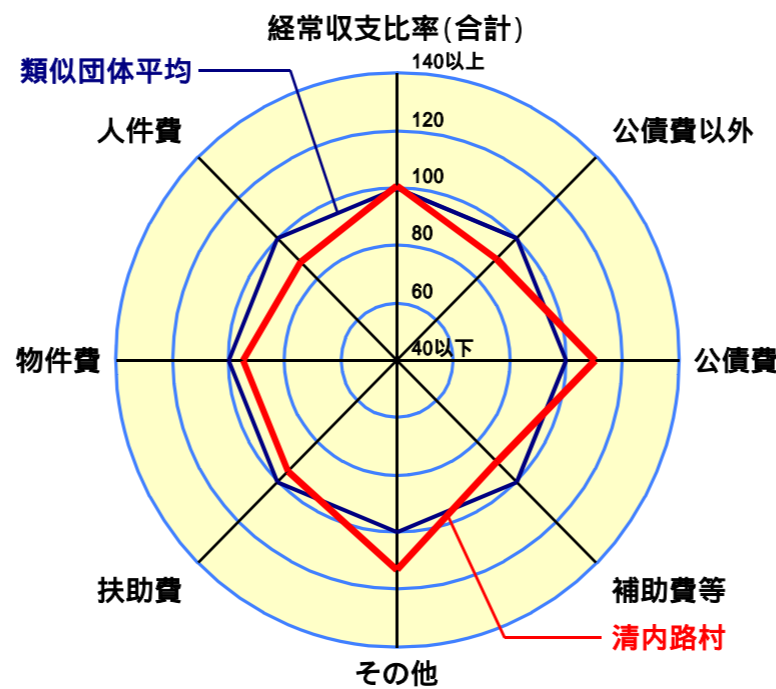 経常収支比率(合計)
類似団体平均
140以上
人件費
120
公債費以外
100
80
60
物件費
40以下
公債費
扶助費
補助費等
清内路村
その他